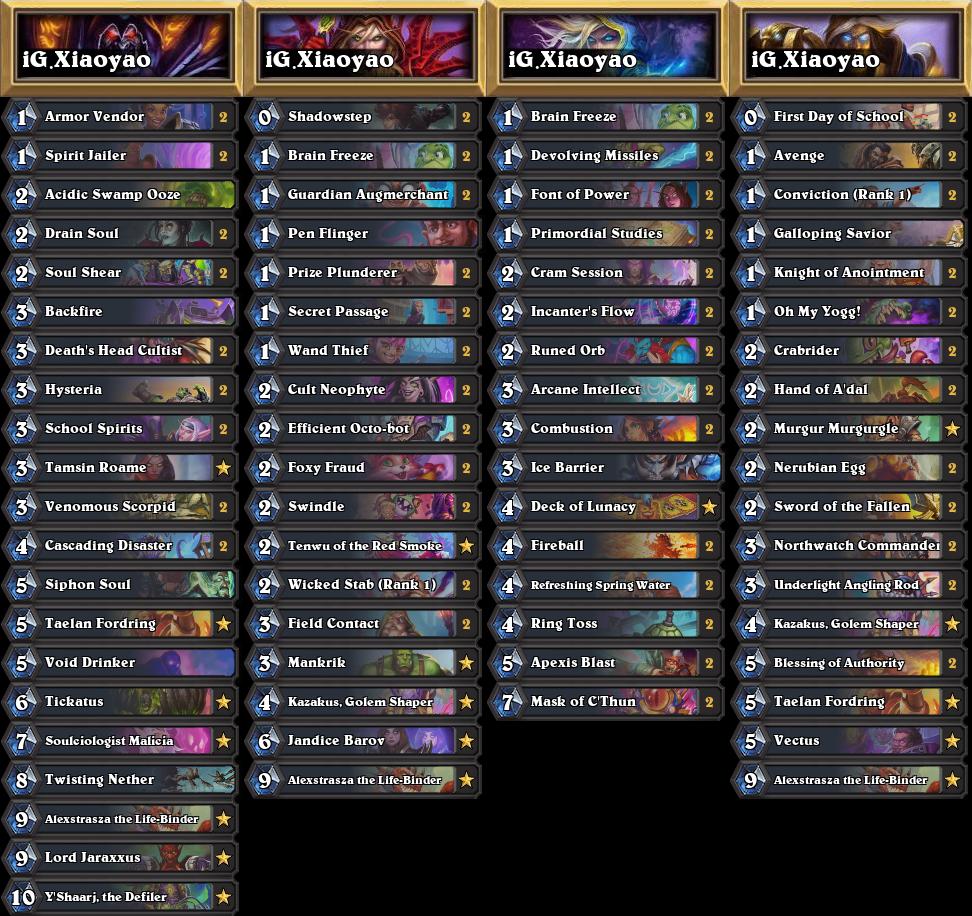 iG.Xiaoyao
1 Armor Vendor 2
1 Spirit Jailer 2
2 Acidic Swamp Ooze
2 Drain Soul 2
2 Soul Shear 2
3 Backfire
3 Death's Head Cultist 2
3 Hysteria 2
3 School Spirits 2
3 Tamsin Roame
3 Venomous Scorpid 2
4 Cascading Disaster 2
5 Siphon Soul
5 Taelan Fordring
5 Void Drinker
6 Tickatus
7 Soulciologist Malicia
8 Twisting Nether
9 Alexstrasza the Life-Binder
9 Lord Jaraxxus
10 Y'Shaarj, the Defiler
iG.Xiaoyao
0 Shadowstep 2
1 Brain Freeze 2
1 Guardian Augmerchant
1 Pen Flinger
1 Prize Plunderer 2
1 Secret Passage 2
1 Wand Thief 2
2 Cult Neophyte 2
2 Efficient Octo-bot 2
2 Foxy Fraud 2
2 Swindle 2
2 Tenwu of the Red Smoke
2 Wicked Stab (Rank 1) 2
3 Field Contact 2
3 Mankrik
4 Kazakus, Golem Shaper
6 Jandice Barov
9 Alexstrasza the Life-Binder
iG.Xiaoyao
1 Brain Freeze 2
1 Devolving Missiles 2
1 Font of Power 2
1 Primordial Studies 2
2 Cram Session 2
2 Incanter's Flow 2
2 Runed Orb 2
3 Arcane Intellect 2
3 Combustion 2
3 Ice Barrier
4 Deck of Lunacy
4 Fireball 2
4 Refreshing Spring Water 2
4 Ring Toss 2
5 Apexis Blast 2
7 Mask of C'Thun 2
iG.Xiaoyao
0 First Day of School 2
1 Avenge 2
1 Conviction (Rank 1) 2
1 Galloping Savior
1 Knight of Anointment 2
1 Oh My Yogg! 2
2 Crabrider 2
2 Hand of A'dal 2
2 Murgur Murgurgle
2 Nerubian Egg 2
2 Sword of the Fallen 2
3 Northwatch Commander 2
3 Underlight Angling Rod 2
4 Kazakus, Golem Shaper
5 Blessing of Authority 2
5 Taelan Fordring
5 Vectus
9 Alexstrasza the Life-Binder